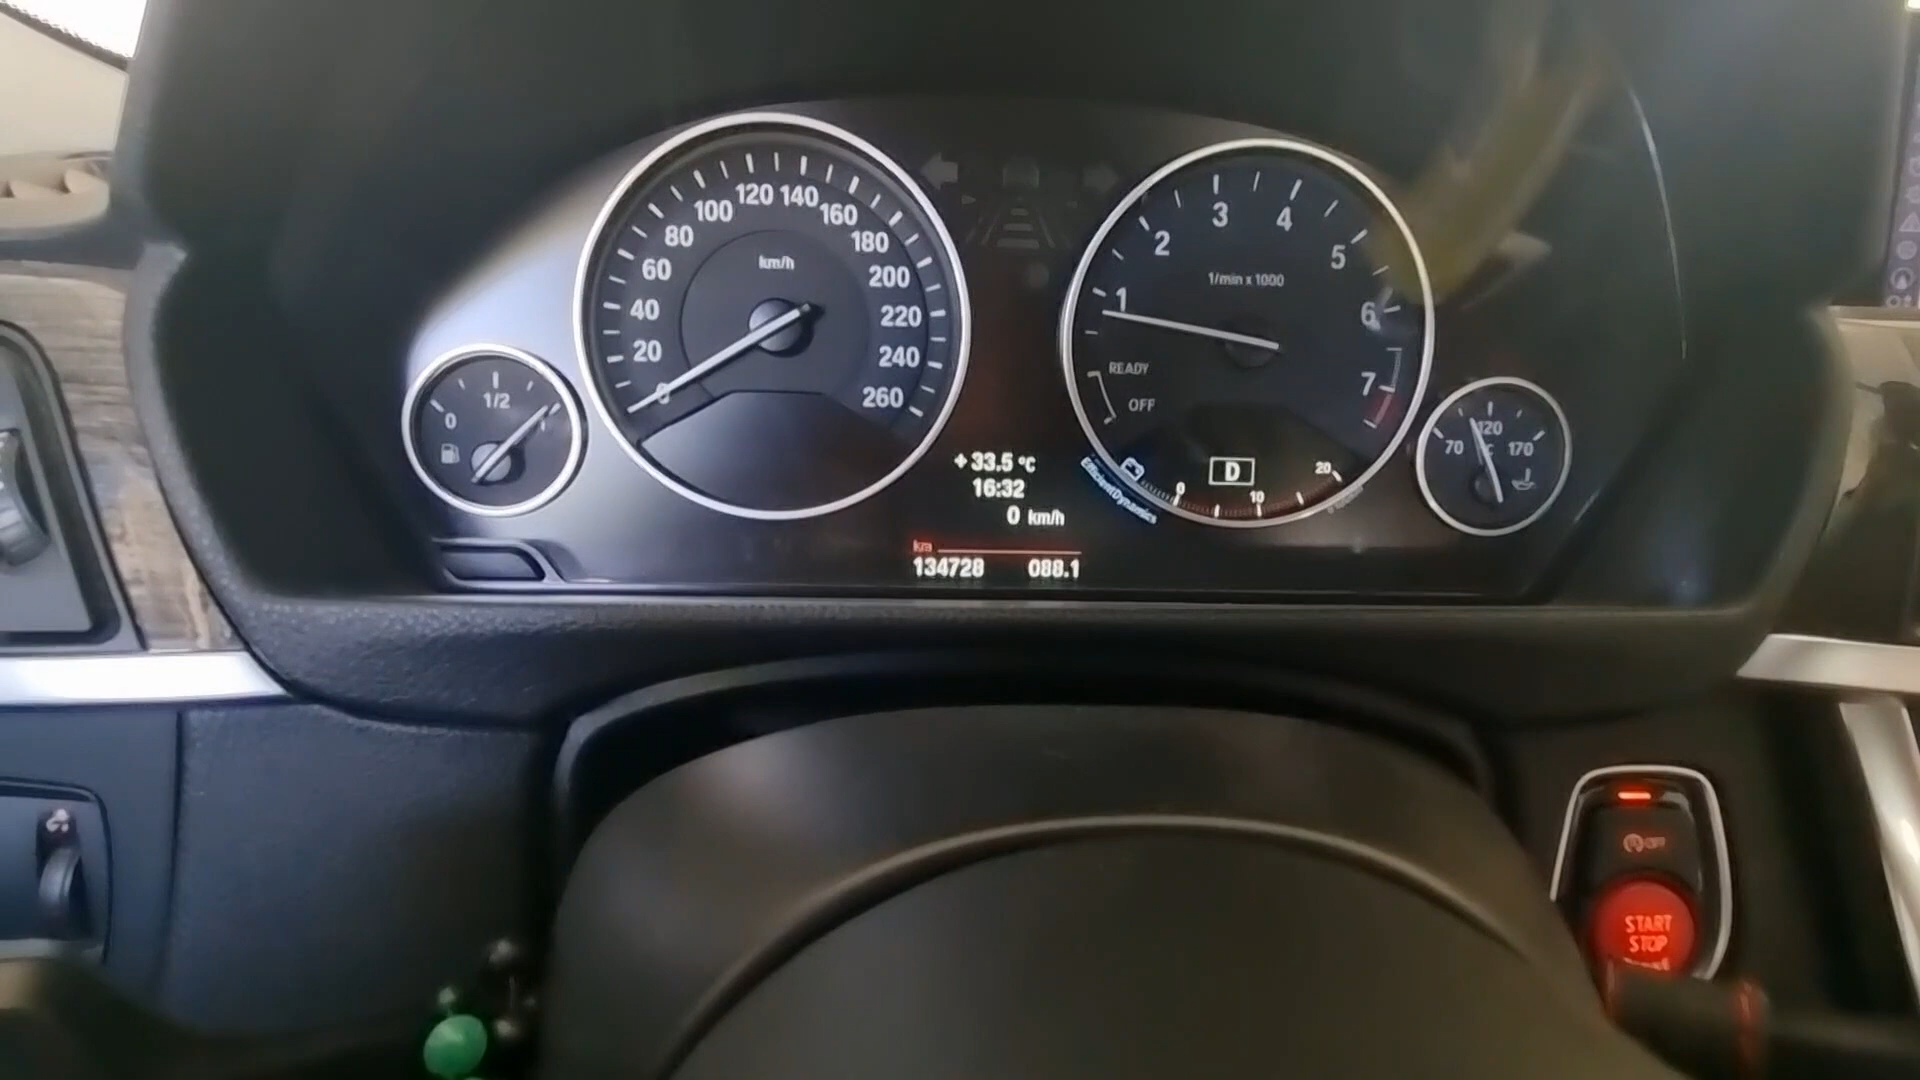 0
20
40
60
80
100
120
140
160
180
200
220
240
260
km/h
0
1/2
1
1
2
3
4
5
6
7
1/min x 1000
READY
OFF
EfficientDynamics
0
10
20
D
70
120
170
°C
+33.5 °C
16:32
0 km/h
km
134728 088.1
OFF
START
STOP